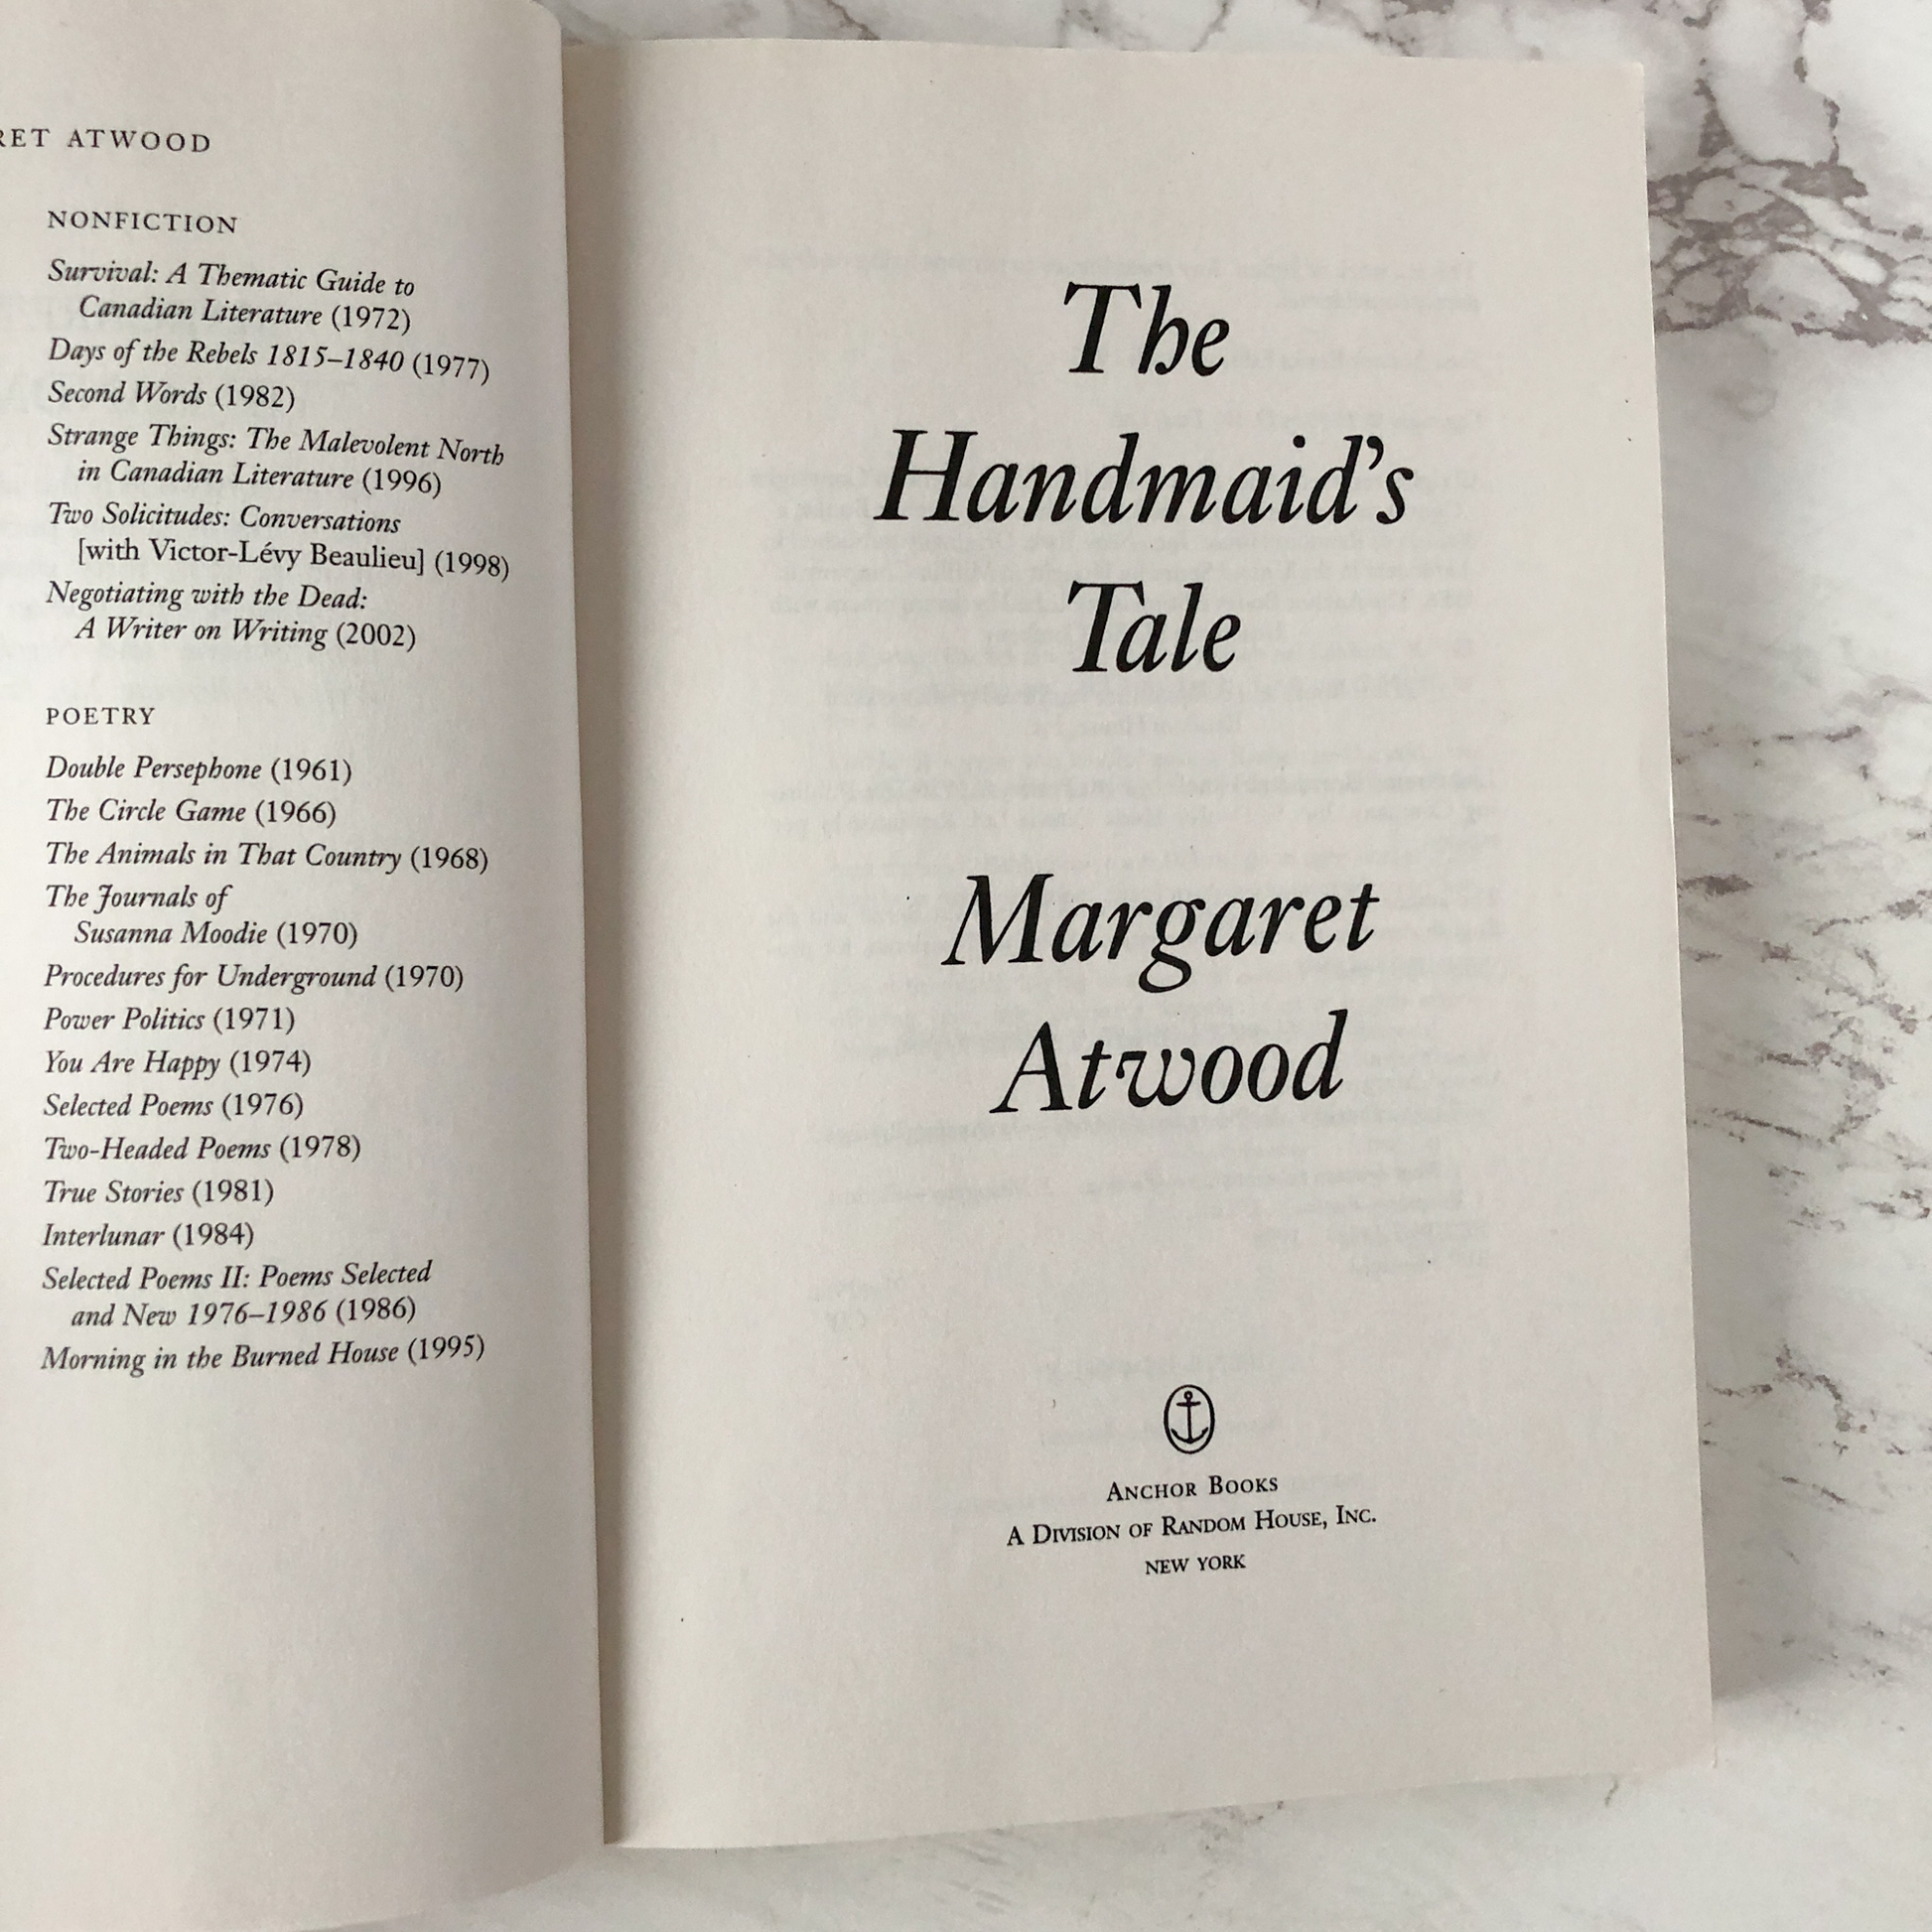 RET ATWOOD
NONFICTION
Survival: A Thematic Guide to
Canadian Literature (1972)
Days of the Rebels 1815–1840 (1977)
Second Words (1982)
Strange Things: The Malevolent North
in Canadian Literature (1996)
Two Solicitudes: Conversations
[with Victor-Lévy Beaulieu] (1998)
Negotiating with the Dead:
A Writer on Writing (2002)
POETRY
Double Persephone (1961)
The Circle Game (1966)
The Animals in That Country (1968)
The Journals of
Susanna Moodie (1970)
Procedures for Underground (1970)
Power Politics (1971)
You Are Happy (1974)
Selected Poems (1976)
Two-Headed Poems (1978)
True Stories (1981)
Interlunar (1984)
Selected Poems II: Poems Selected
and New 1976–1986 (1986)
Morning in the Burned House (1995)
The
Handmaid's
Tale
Margaret
Atwood
ANCHOR BOOKS
A DIVISION OF RANDOM HOUSE, INC.
NEW YORK